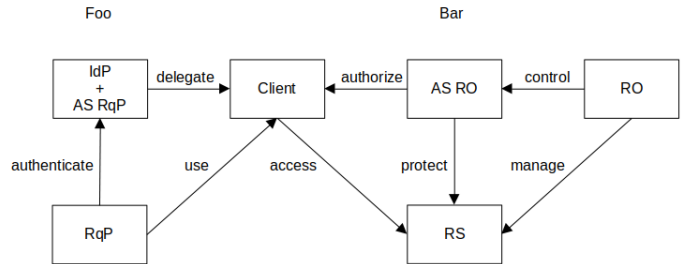 Foo
Bar
IdP
+
AS RqP
delegate
Client
authorize
AS RO
control
RO
authenticate
use
access
protect
manage
RqP
RS